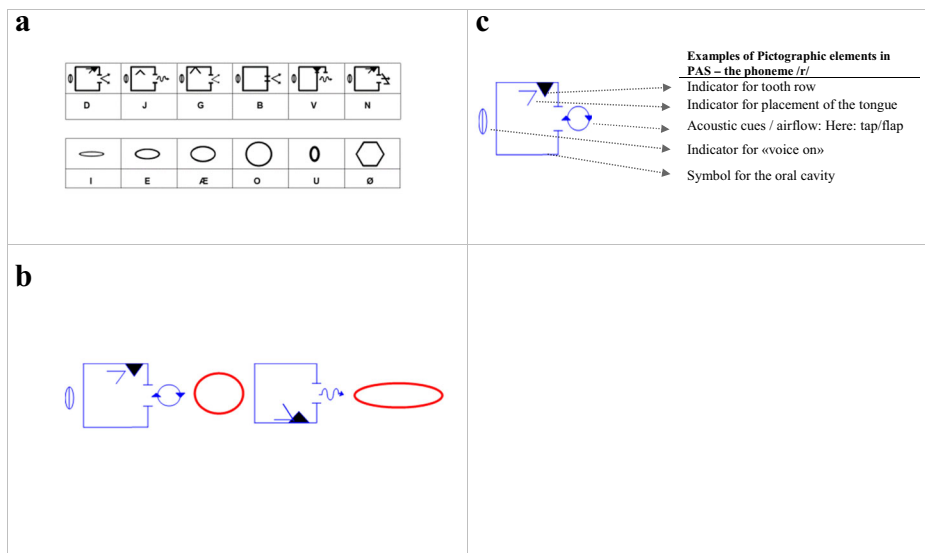 a
D J G B V N
I E Æ O U Ø
c
Examples of Pictographic elements in
PAS – the phoneme /r/
Indicator for tooth row
Indicator for placement of the tongue
Acoustic cues / airflow: Here: tap/flap
Indicator for «voice on»
Symbol for the oral cavity
b